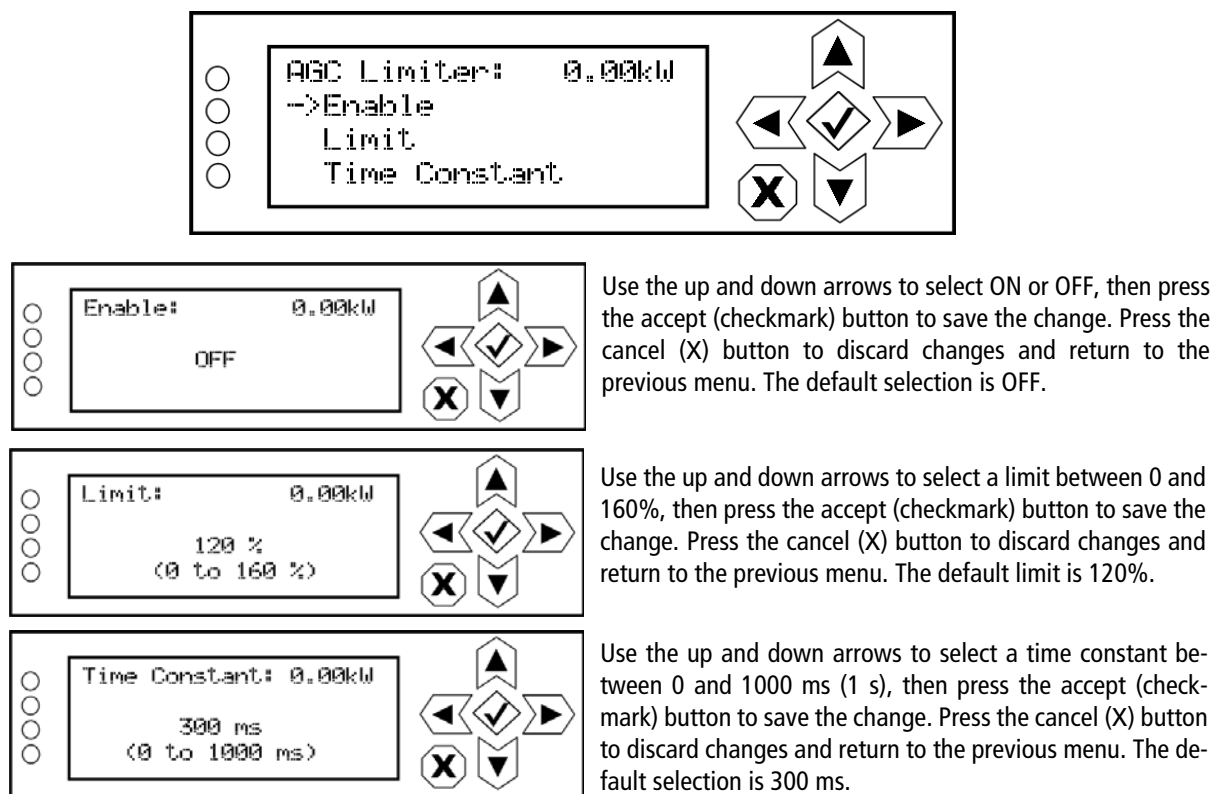 AGC Limiter: 0.00kW
->Enable
Limit
Time Constant
X
Enable: 0.00kW
OFF
X
Use the up and down arrows to select ON or OFF, then press
the accept (checkmark) button to save the change. Press the
cancel (X) button to discard changes and return to the
previous menu. The default selection is OFF.
Limit: 0.00kW
120 %
(0 to 160 %)
X
Use the up and down arrows to select a limit between 0 and
160%, then press the accept (checkmark) button to save the
change. Press the cancel (X) button to discard changes and
return to the previous menu. The default limit is 120%.
Time Constant: 0.00kW
300 ms
(0 to 1000 ms)
X
Use the up and down arrows to select a time constant be-
tween 0 and 1000 ms (1 s), then press the accept (check-
mark) button to save the change. Press the cancel (X) button
to discard changes and return to the previous menu. The de-
fault selection is 300 ms.